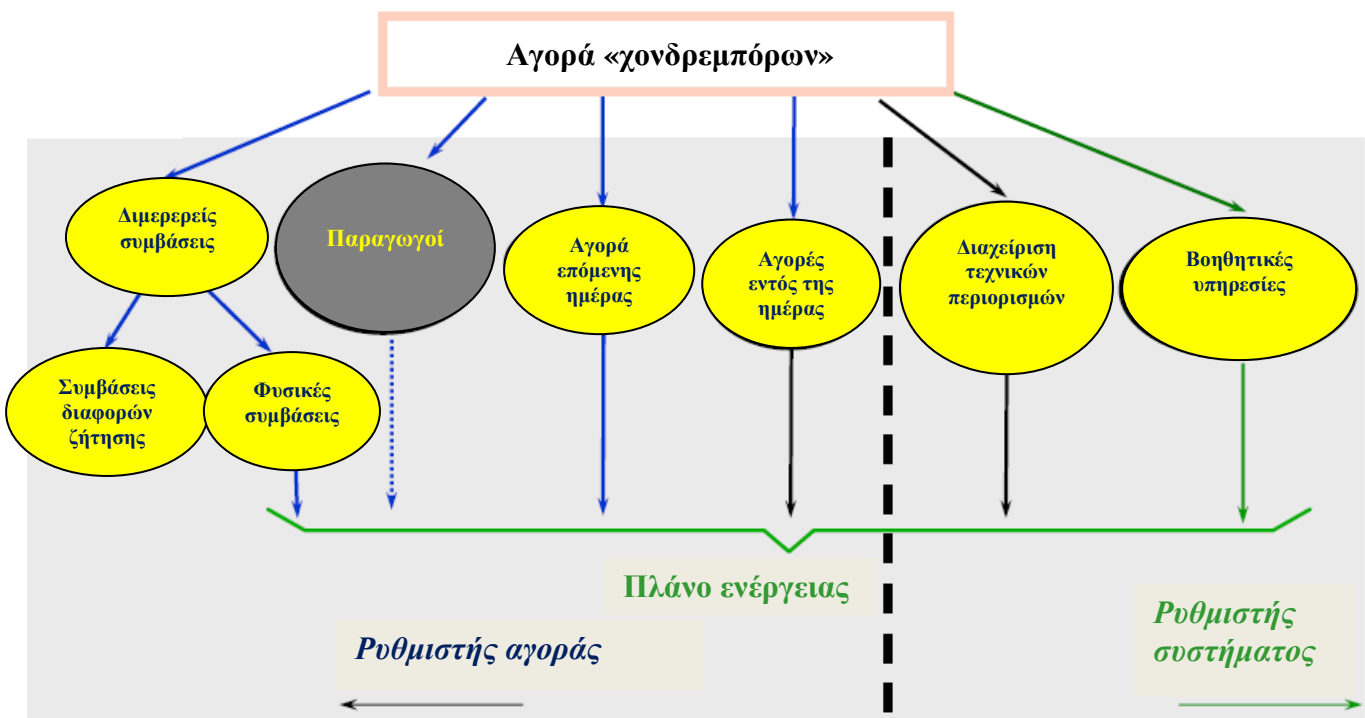 Αγορά «χονδρεμπόρων»
Διμερερείς
συμβάσεις
Παραγωγοί
Αγορά
επόμενης
ημέρας
Αγορές
εντός της
ημέρας
Διαχείριση
τεχνικών
περιορισμών
Βοηθητικές
υπηρεσίες
Συμβάσεις
διαφορών
ζήτησης
Φυσικές
συμβάσεις
Πλάνο ενέργειας
Ρυθμιστής αγοράς
Ρυθμιστής
συστήματος